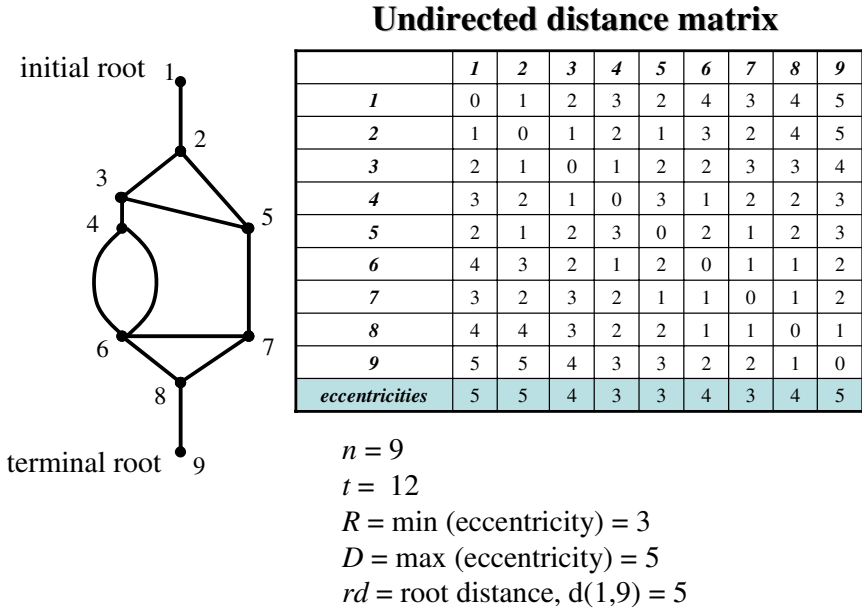 Undirected distance matrix
initial root 1
2
3
4
5
6
7
8
terminal root 9
1 2 3 4 5 6 7 8 9
1 0 1 2 3 2 4 3 4 5
2 1 0 1 2 1 3 2 4 5
3 2 1 0 1 2 2 3 3 4
4 3 2 1 0 3 1 2 2 3
5 2 1 2 3 0 2 1 2 3
6 4 3 2 1 2 0 1 1 2
7 3 2 3 2 1 1 0 1 2
8 4 4 3 2 2 1 1 0 1
9 5 5 4 3 3 2 2 1 0
eccentricities 5 5 4 3 3 4 3 4 5
n = 9
t = 12
R = min (eccentricity) = 3
D = max (eccentricity) = 5
rd = root distance, d(1,9) = 5